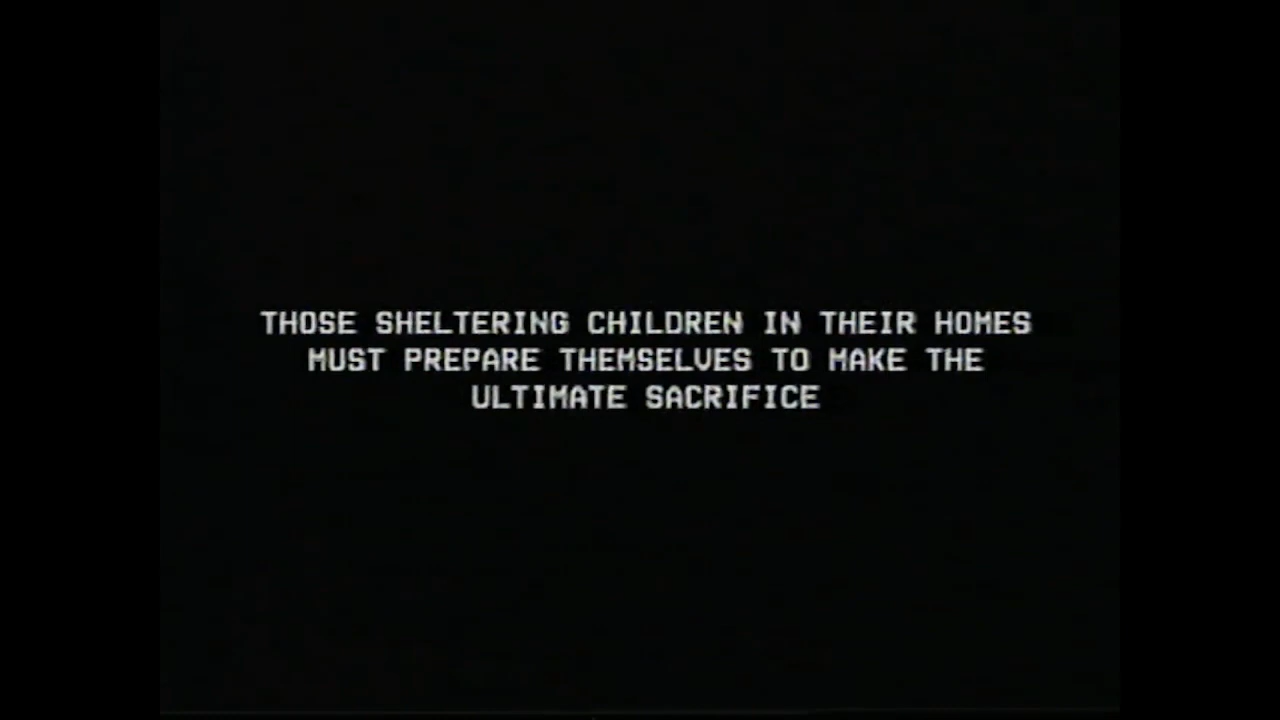 THOSE SHELTERING CHILDREN IN THEIR HOMES
MUST PREPARE THEMSELVES TO MAKE THE
ULTIMATE SACRIFICE